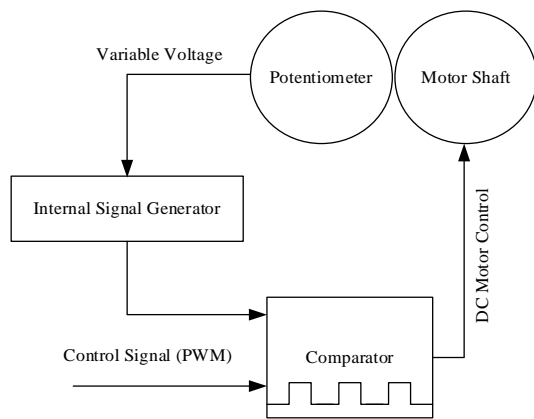 Variable Voltage
Potentiometer
Motor Shaft
Internal Signal Generator
DC Motor Control
Control Signal (PWM)
Comparator